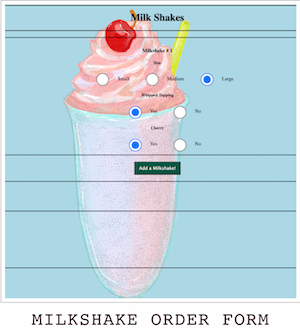 Milk Shakes
Milkshake # 1
Size
Small Medium Large
Whipped Topping
Yes No
Cherry
Yes No
Add a Milkshake!
MILKSHAKE ORDER FORM